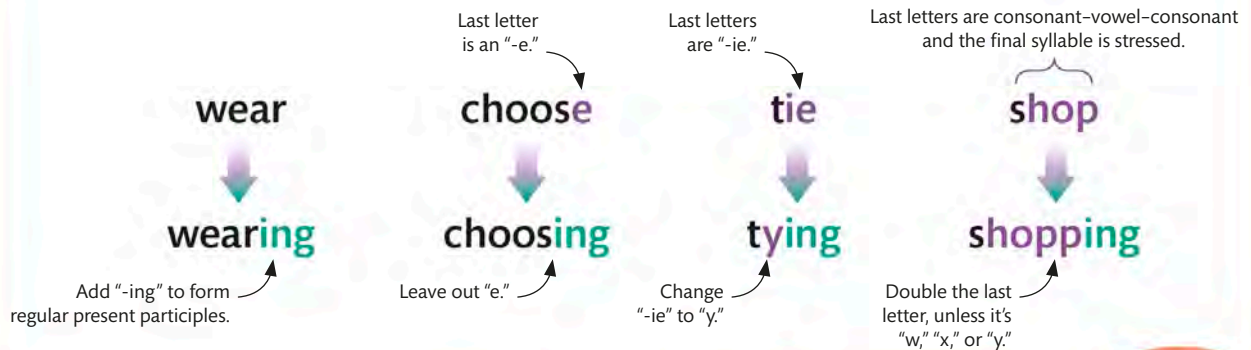 Last letter
is an “-e.”
Last letters
are “-ie.”
Last letters are consonant–vowel–consonant
and the final syllable is stressed.
wear
choose
tie
shop
wearing
choosing
tying
shopping
Add “-ing” to form
regular present participles.
Leave out “e.”
Change
“-ie” to “y.”
Double the last
letter, unless it’s
“w,” “x,” or “y.”